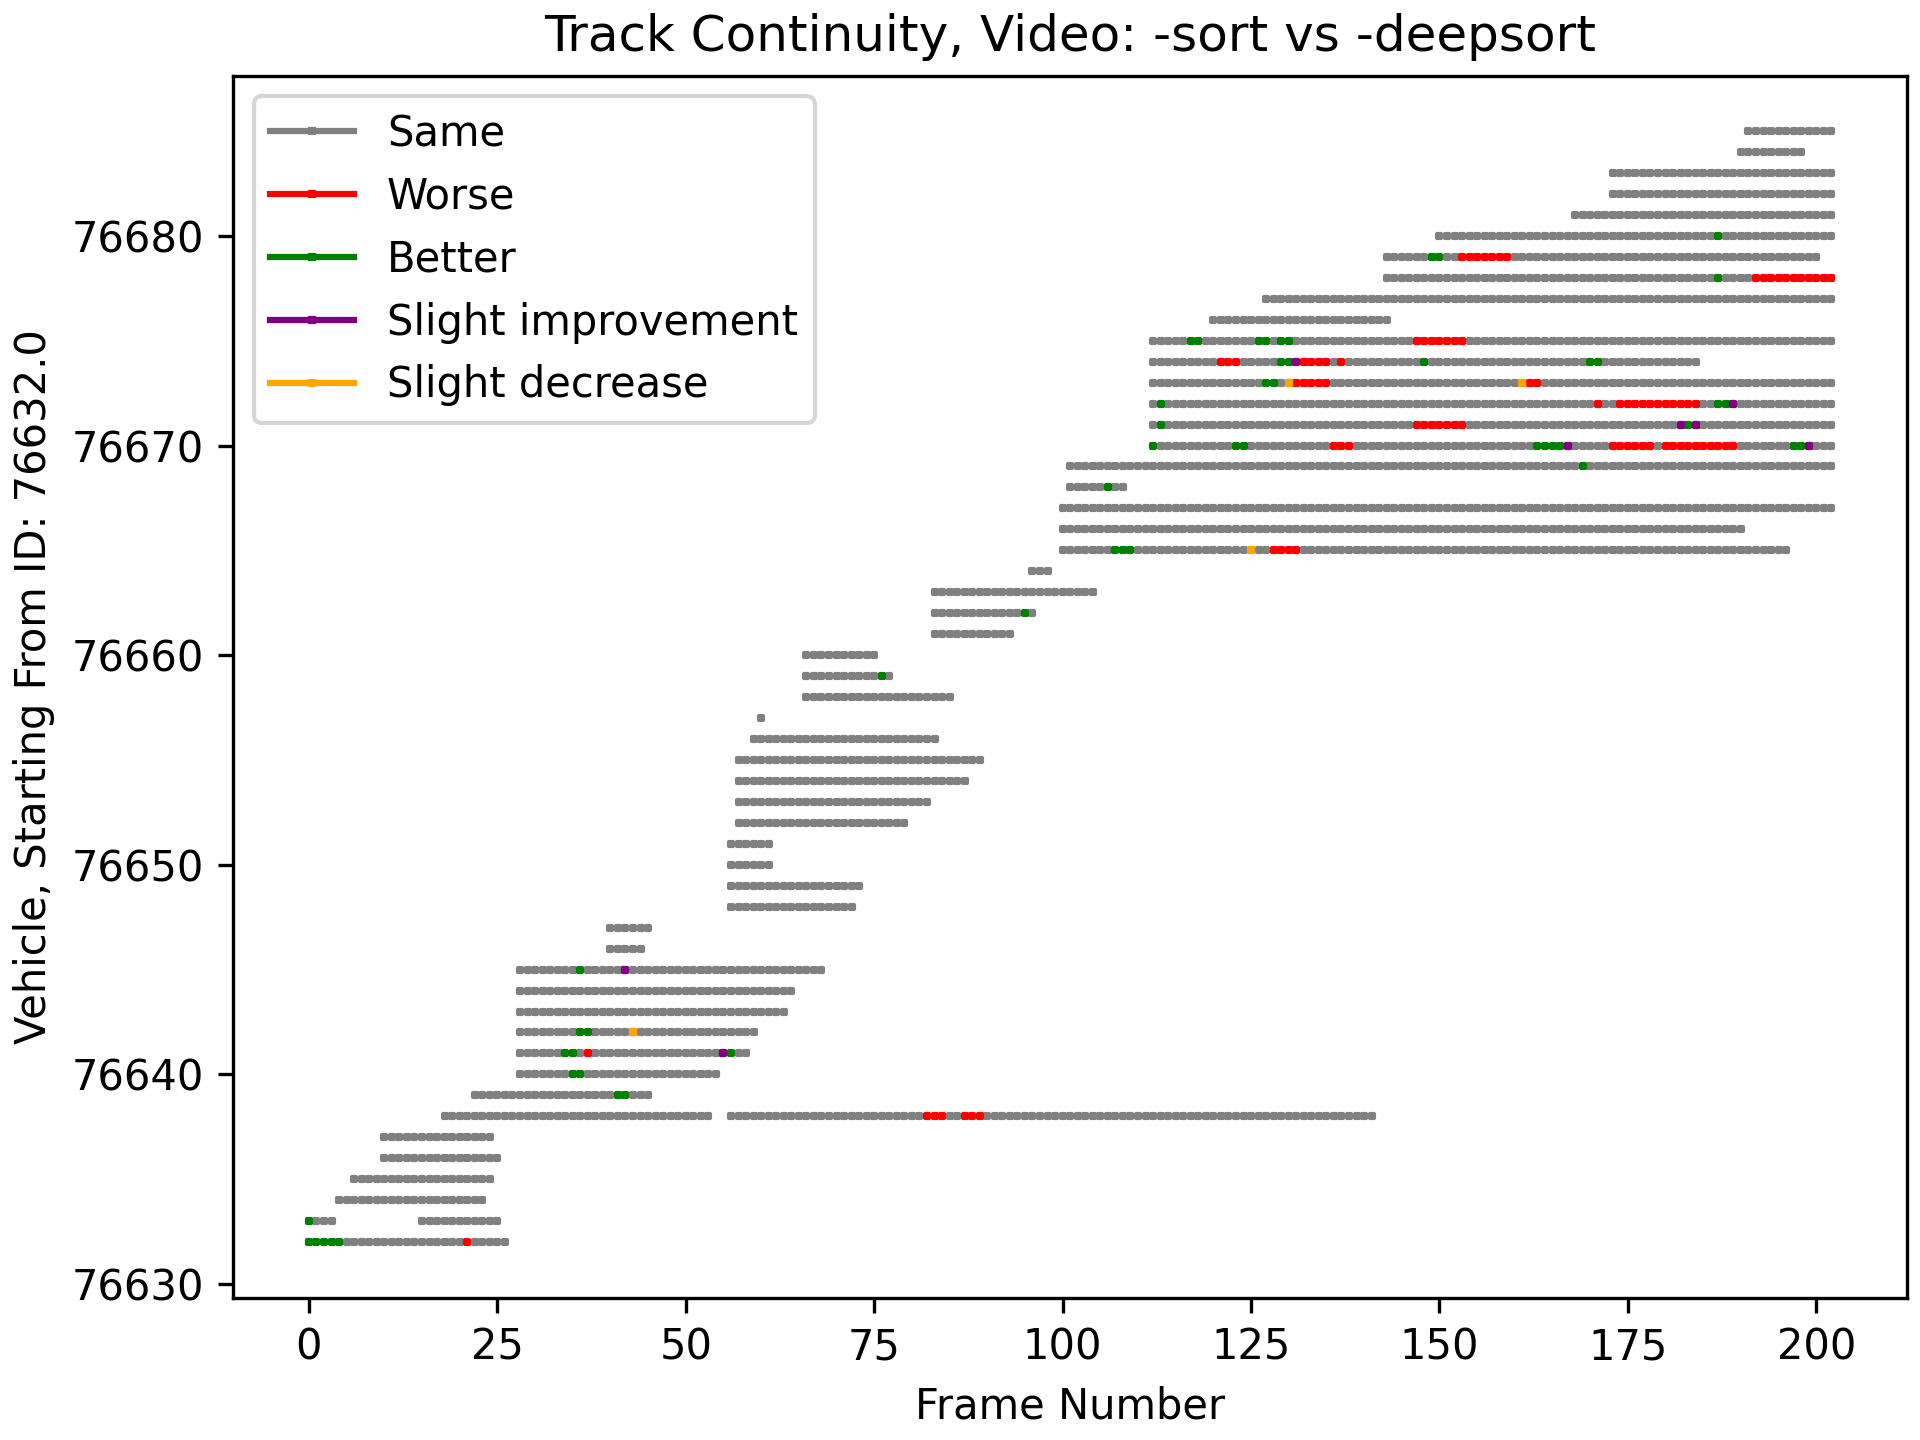 Track Continuity, Video: -sort vs -deepsort
Same
Worse
Better
Slight improvement
Slight decrease
Vehicle, Starting From ID: 76632.0
76680
76670
76660
76650
76640
76630
0 25 50 75 100 125 150 175 200
Frame Number